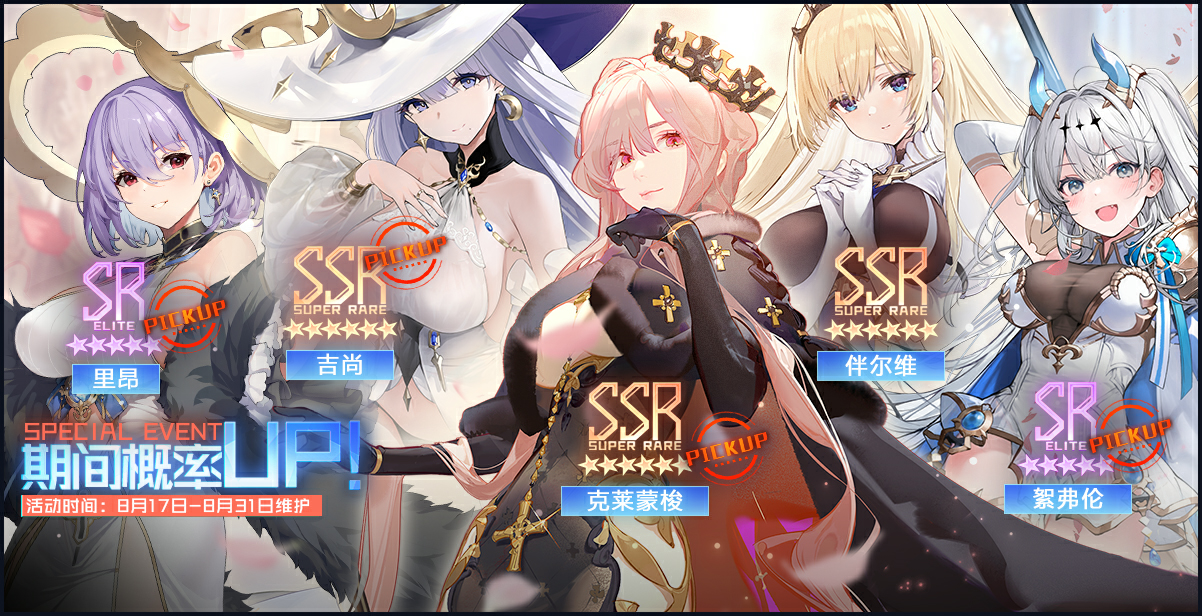 SR
ELITE
PICKUP
里昂
SSR
SUPER RARE
PICKUP
吉尚
SSR
SUPER RARE
PICKUP
克莱蒙梭
SSR
SUPER RARE
伴尔维
SR
ELITE
PICKUP
絮弗伦
SPECIAL EVENT
期间概率UP!
活动时间：8月17日-8月31日维护